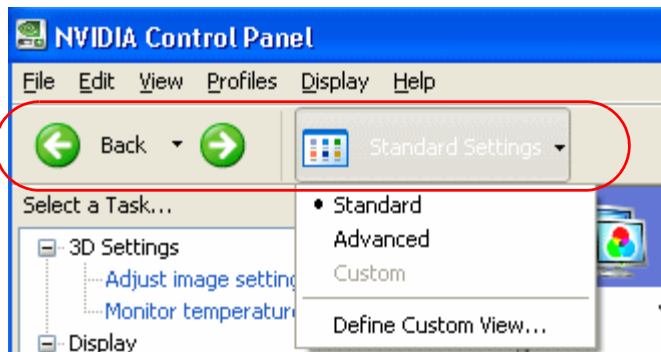 NVIDIA Control Panel
File Edit View Profiles Display Help
Back Standard Settings
Select a Task...
• Standard
Advanced
Custom
Define Custom View...
3D Settings
Adjust image setting
Monitor temperatur
Display